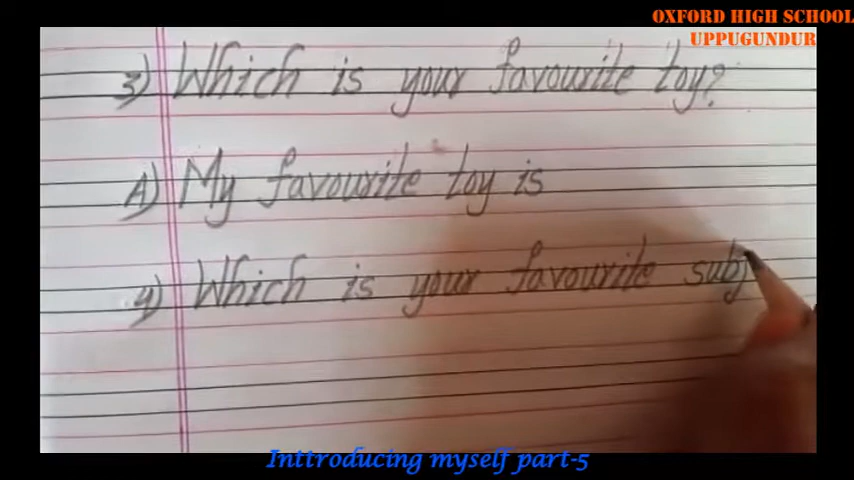 OXFORD HIGH SCHOOL
UPPUGUNDUR
3) Which is your favourite toy?
A) My favourite toy is
4) Which is your favourite subj
Inttroducing myself part-5